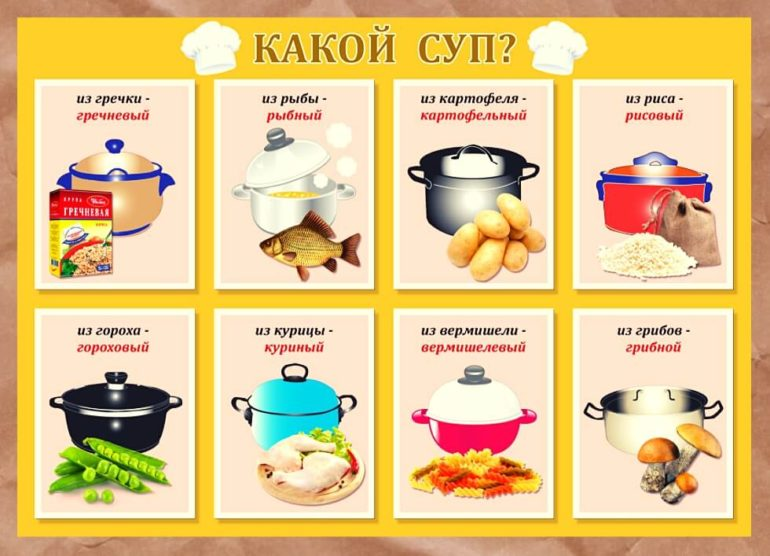 КАКОЙ СУП?
из гречки -
гречневый
из рыбы -
рыбный
из картофеля -
картофельный
из риса -
рисовый
КРУПА
ГРЕЧНЕВАЯ
из гороха -
гороховый
из курицы -
куриный
из вермишели -
вермишелевый
из грибов -
грибной